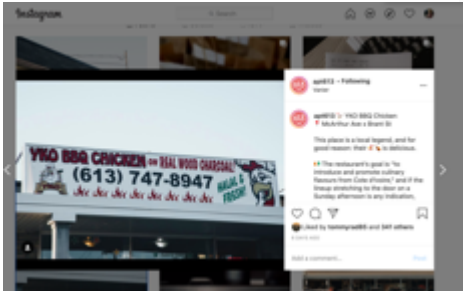 Instagram
Search
apt613 • Following
Vanier
apt613 YKO BBQ Chicken
McArthur Ave x Brant St
This place is a local legend, and for
good reason: their is delicious.
The restaurant's goal is "to
introduce and promote culinary
flavours from Cote d'Ivoire," and if the
lineup stretching to the door on a
Sunday afternoon is any indication,
Liked by tommyrad85 and 341 others
Add a comment...
Post
YKO BBQ CHICKEN ON REAL WOOD CHARCOAL!
(613) 747-8947
HALAL &
FRESH!